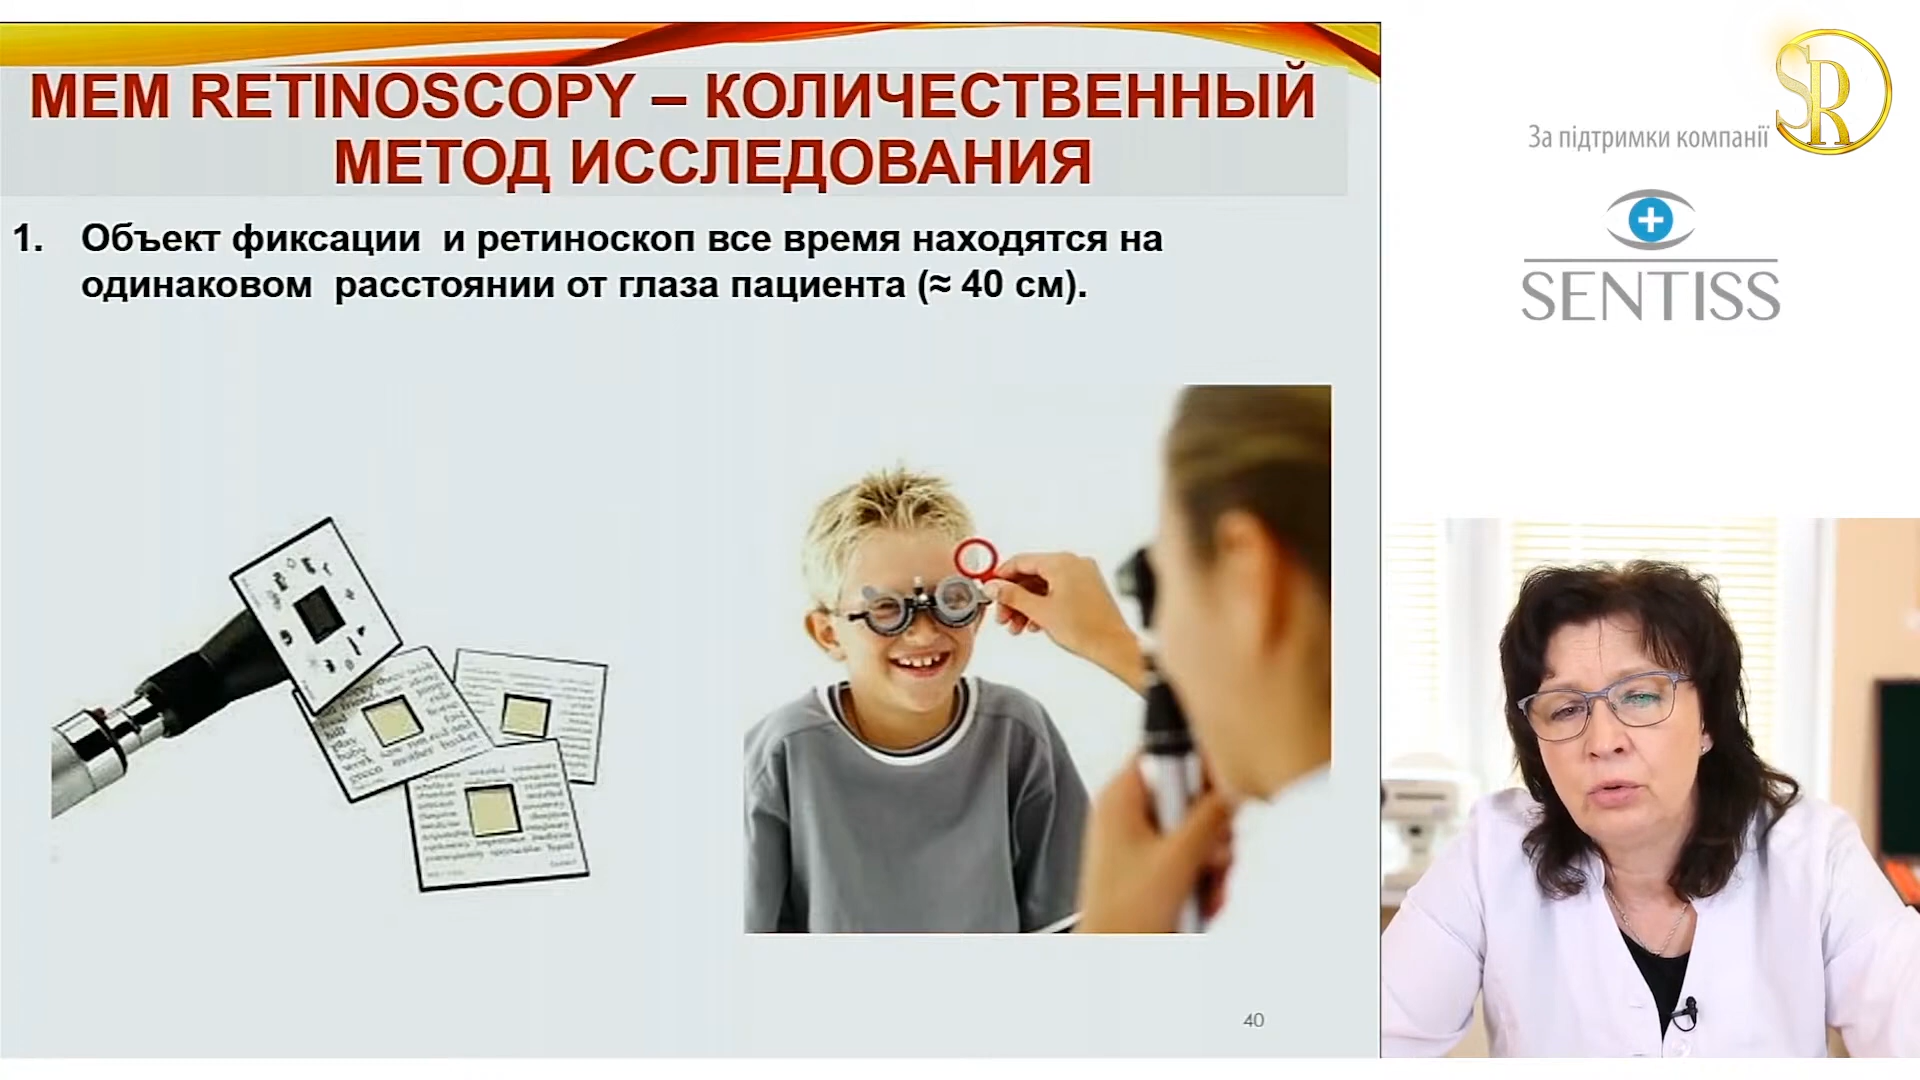 MEM RETINOSCOPY – КОЛИЧЕСТВЕННЫЙ
МЕТОД ИССЛЕДОВАНИЯ
1. Объект фиксации и ретиноскоп все время находятся на
одинаковом расстоянии от глаза пациента (≈ 40 см).
40
SR
За підтримки компанії
SENTISS